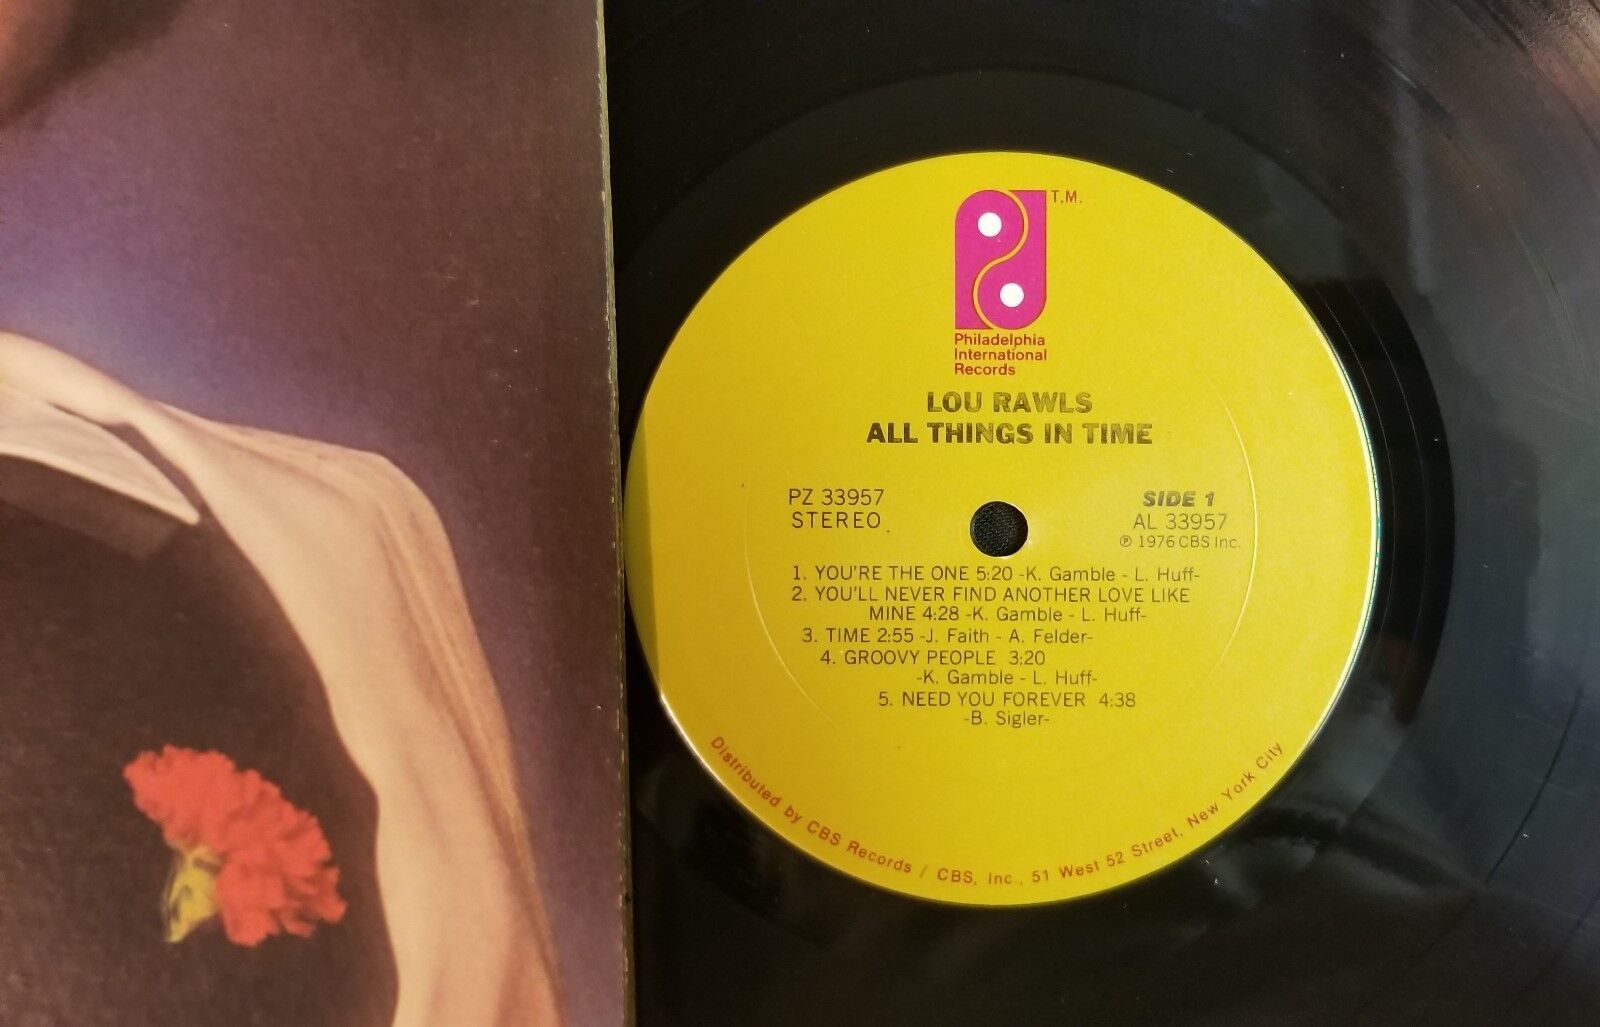 T.M.
Philadelphia
International
Records
LOU RAWLS
ALL THINGS IN TIME
PZ 33957
STEREO
SIDE 1
AL 33957
℗ 1976 CBS Inc.
1. YOU'RE THE ONE 5:20 -K. Gamble - L. Huff-
2. YOU'LL NEVER FIND ANOTHER LOVE LIKE
MINE 4:28 -K. Gamble - L. Huff-
3. TIME 2:55 -J. Faith - A. Felder-
4. GROOVY PEOPLE 3:20
-K. Gamble - L. Huff-
5. NEED YOU FOREVER 4:38
-B. Sigler-
Distributed by CBS Records / CBS, Inc., 51 West 52 Street, New York City